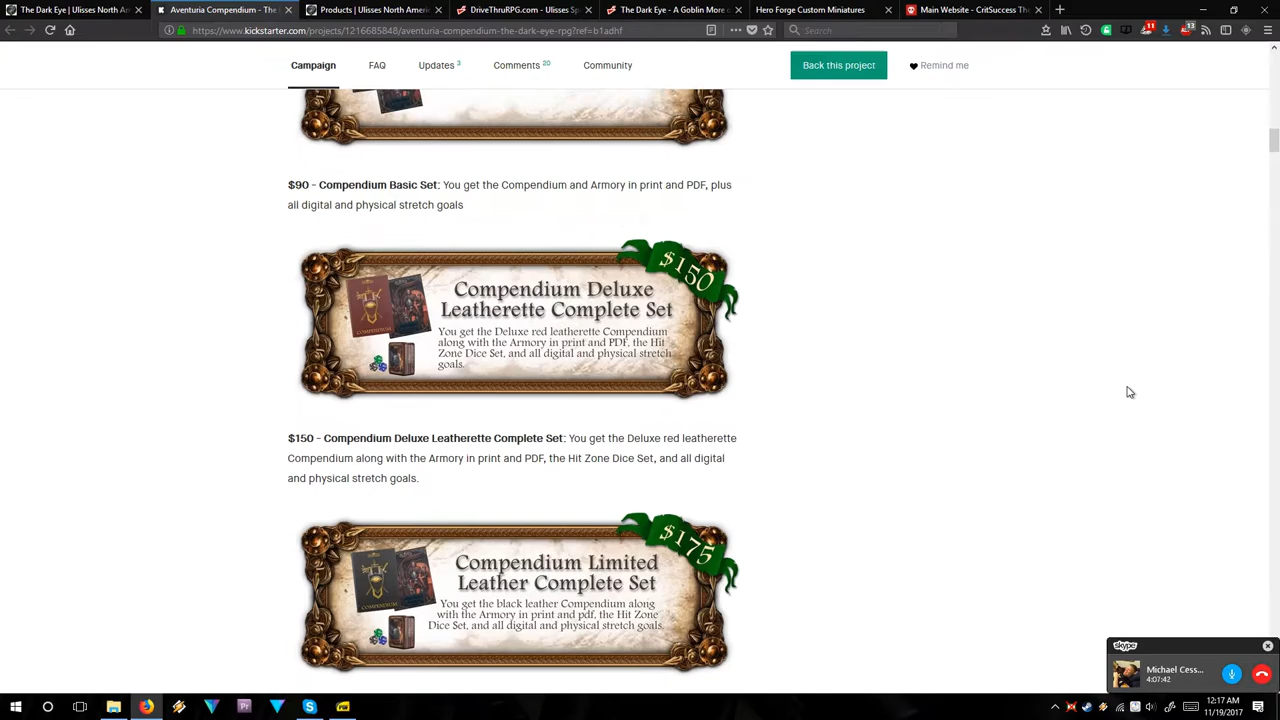 The Dark Eye | Ulisses North Am
Aventuria Compendium - The
Products | Ulisses North Americ
DriveThruRPG.com - Ulisses Sp
The Dark Eye - A Goblin More o
Hero Forge Custom Miniatures
Main Website - CritSuccess Th
https://www.kickstarter.com/projects/1216685848/aventuria-compendium-the-dark-eye-rpg?ref=b1adhf
Search
11
13
Campaign
FAQ
Updates 3
Comments 20
Community
Back this project
Remind me
$90 - Compendium Basic Set: You get the Compendium and Armory in print and PDF, plus
all digital and physical stretch goals
$150
Compendium Deluxe
Leatherette Complete Set
You get the Deluxe red leatherette Compendium
along with the Armory in print and PDF, the Hit
Zone Dice Set, and all digital and physical stretch
goals.
COMPENDIUM
$150 - Compendium Deluxe Leatherette Complete Set: You get the Deluxe red leatherette
Compendium along with the Armory in print and PDF, the Hit Zone Dice Set, and all digital
and physical stretch goals.
$175
Compendium Limited
Leather Complete Set
You get the black leather Compendium along
with the Armory in print and pdf, the Hit Zone
Dice Set, and all digital and physical stretch goals.
COMPENDIUM
skype
Michael Cess...
4:07:42
12:17 AM
11/19/2017